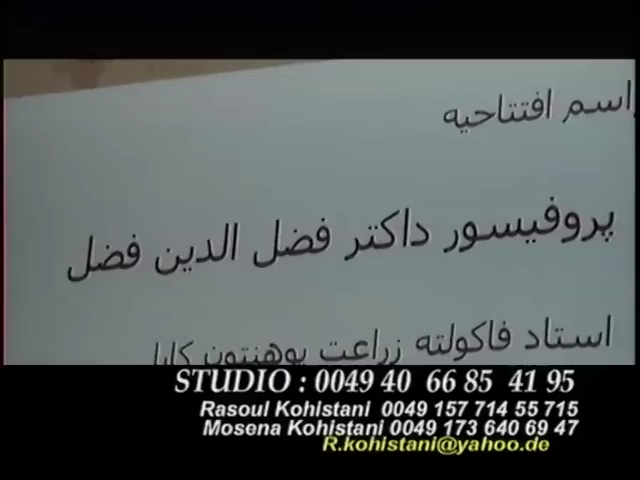 افتتاحیه
پروفیسور داکتر فضل الدین فضل
استاد فاکولته زراعت پوهنتون
STUDIO : 0049 40 66 85 41 95
Rasoul Kohistani 0049 157 714 55 715
Mosena Kohistani 0049 173 640 69 47
R.kohistani@yahoo.de